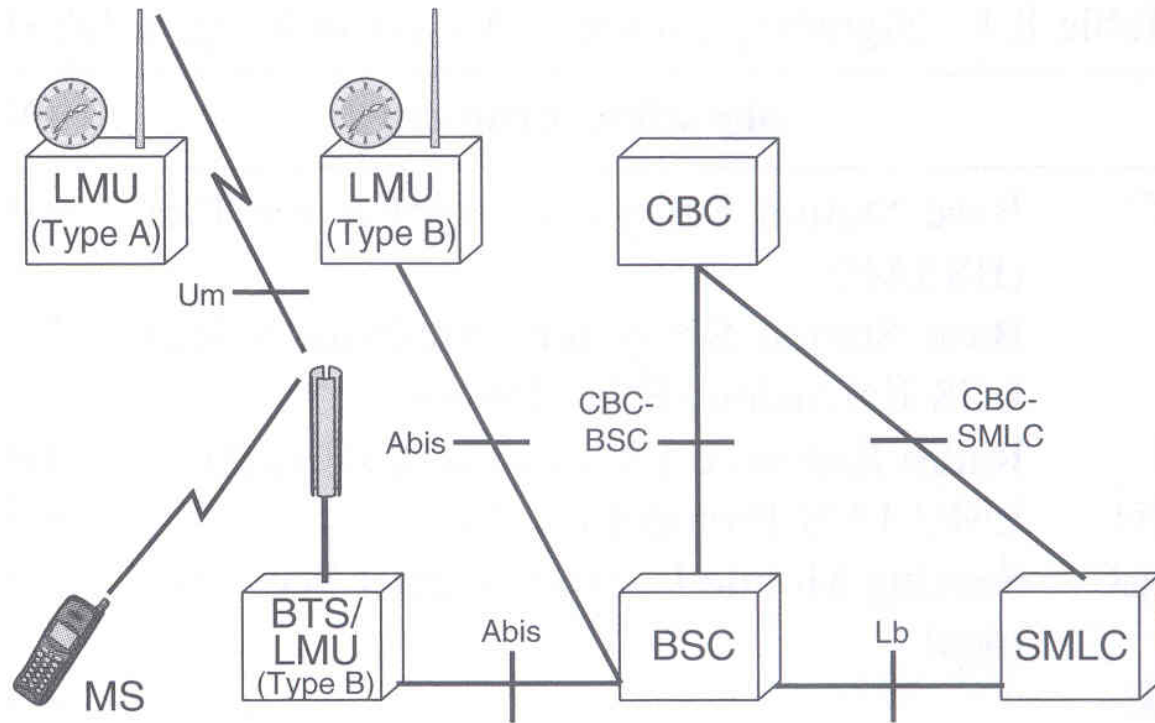 LMU
(Type A)
LMU
(Type B)
CBC
Um
Abis
CBC-
BSC
CBC-
SMLC
MS
BTS/
LMU
(Type B)
Abis
BSC
Lb
SMLC